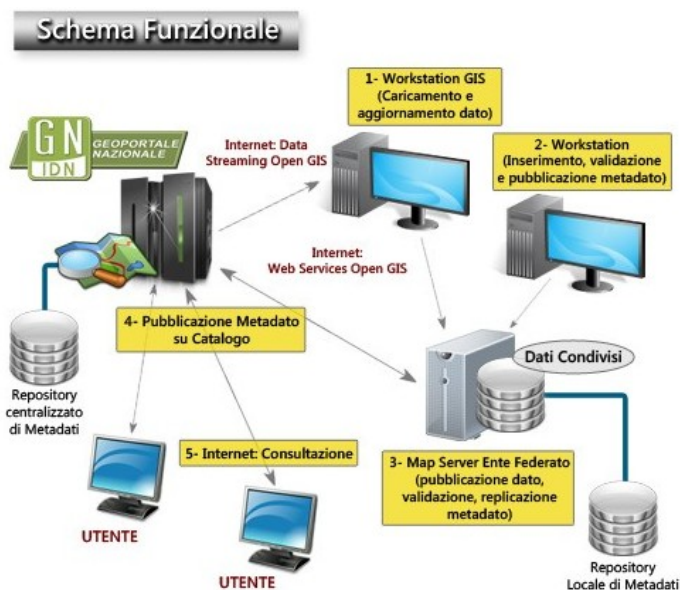 Schema Funzionale
1- Workstation GIS
(Caricamento e
aggiornamento dato)
GN
IDN
GEOPORTALE
NAZIONALE
Internet: Data
Streaming Open GIS
2- Workstation
(Inserimento, validazione
e pubblicazione metadato)
Internet:
Web Services Open GIS
4- Pubblicazione Metadato
su Catalogo
Dati Condivisi
Repository
centralizzato
di Metadati
5- Internet: Consultazione
3- Map Server Ente Federato
(pubblicazione dato,
validazione, replicazione
metadato)
UTENTE
UTENTE
Repository
Locale di Metadati